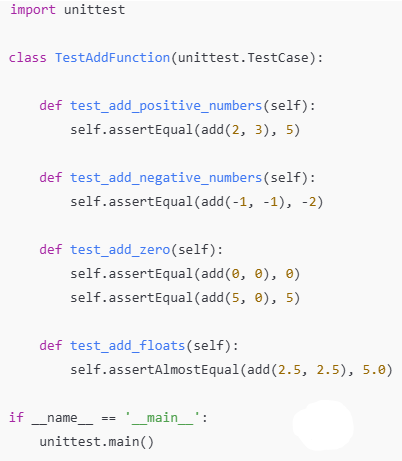 import unittest

class TestAddFunction(unittest.TestCase):

    def test_add_positive_numbers(self):
        self.assertEqual(add(2, 3), 5)

    def test_add_negative_numbers(self):
        self.assertEqual(add(-1, -1), -2)

    def test_add_zero(self):
        self.assertEqual(add(0, 0), 0)
        self.assertEqual(add(5, 0), 5)

    def test_add_floats(self):
        self.assertAlmostEqual(add(2.5, 2.5), 5.0)

if __name__ == '__main__':
    unittest.main()